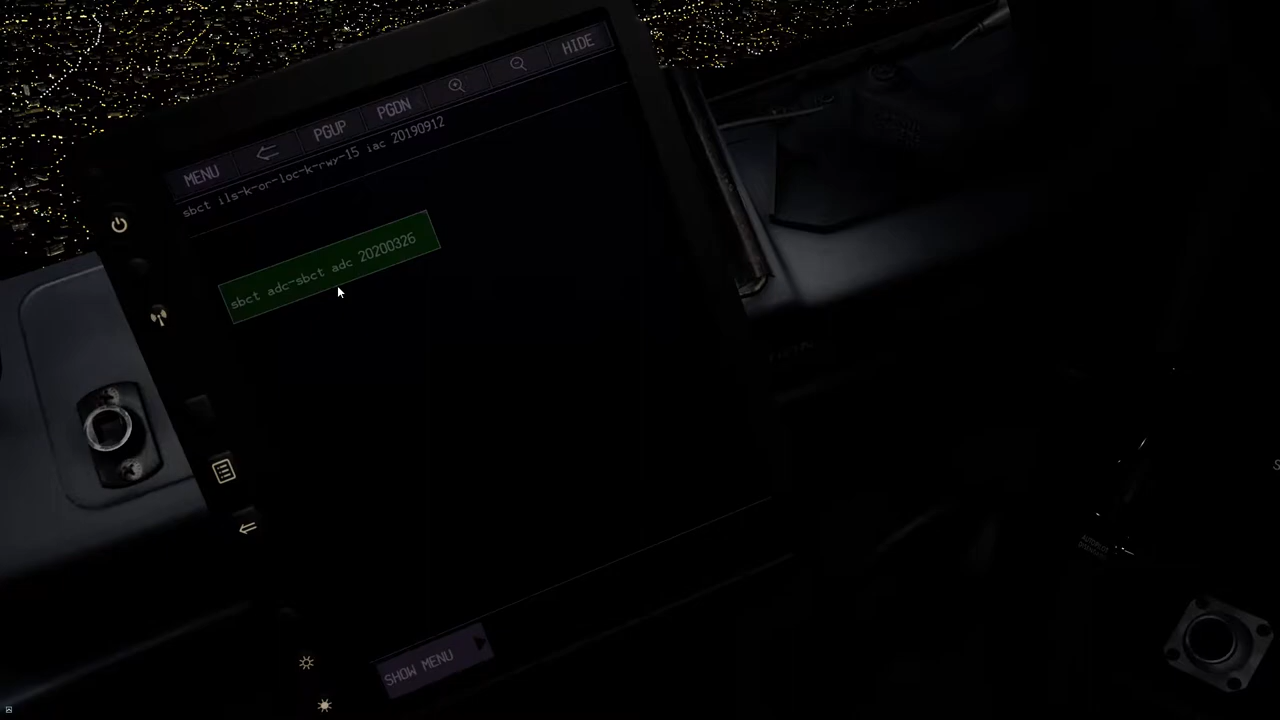 MENU PGUP PGDN HIDE
sbct ils-k-or-loc-k-rwy-15 iac 20190912
sbct adc-sbct adc 20200326
SHOW MENU